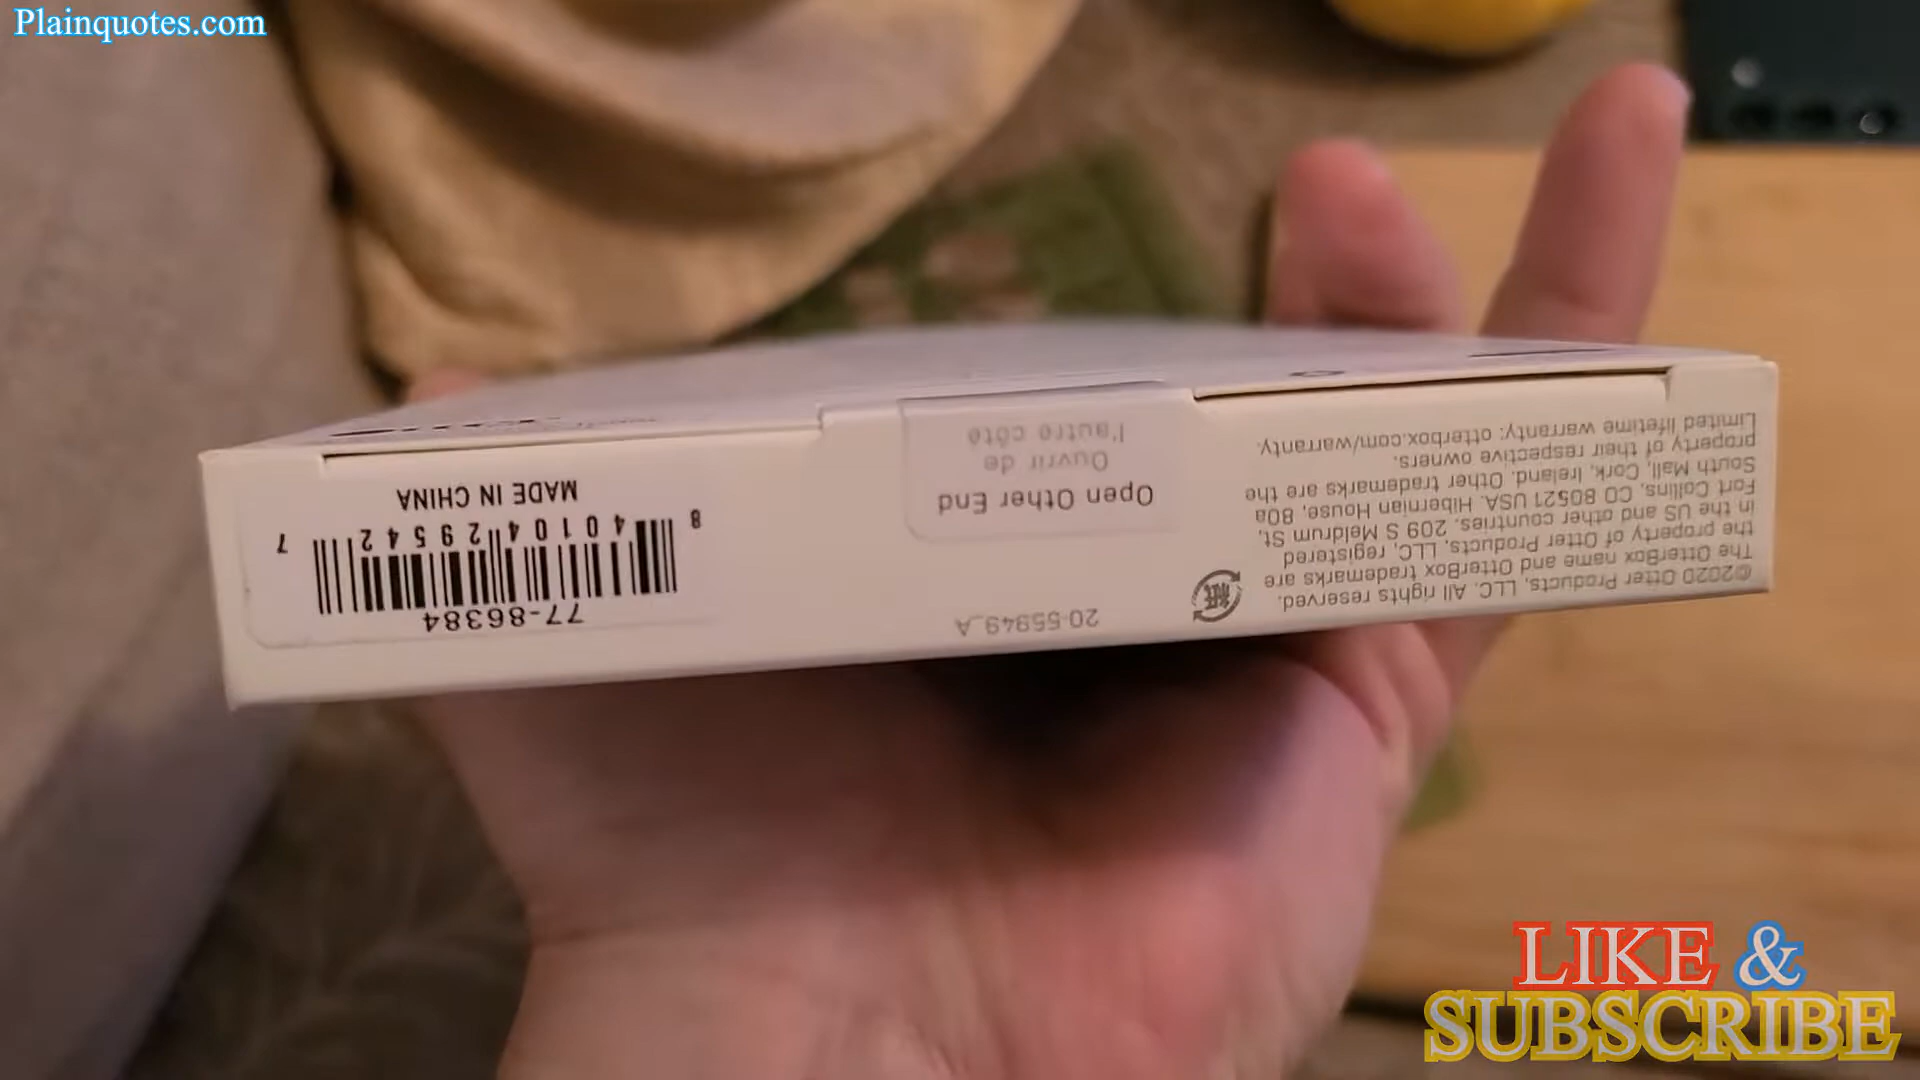 Plainquotes.com
©2020 Otter Products, LLC. All rights reserved.
The OtterBox name and OtterBox trademarks are
the property of Otter Products, LLC, registered
in the US and other countries. 209 S Meldrum St,
Fort Collins, CO 80521 USA. Hibernian House, 80a
South Mall, Cork, Ireland. Other trademarks are the
property of their respective owners.
Limited lifetime warranty: otterbox.com/warranty.
紙
20-55949_A
Open Other End
Ouvrir de
l'autre côté
77-86384
8 40104 29542 7
MADE IN CHINA
LIKE &
SUBSCRIBE